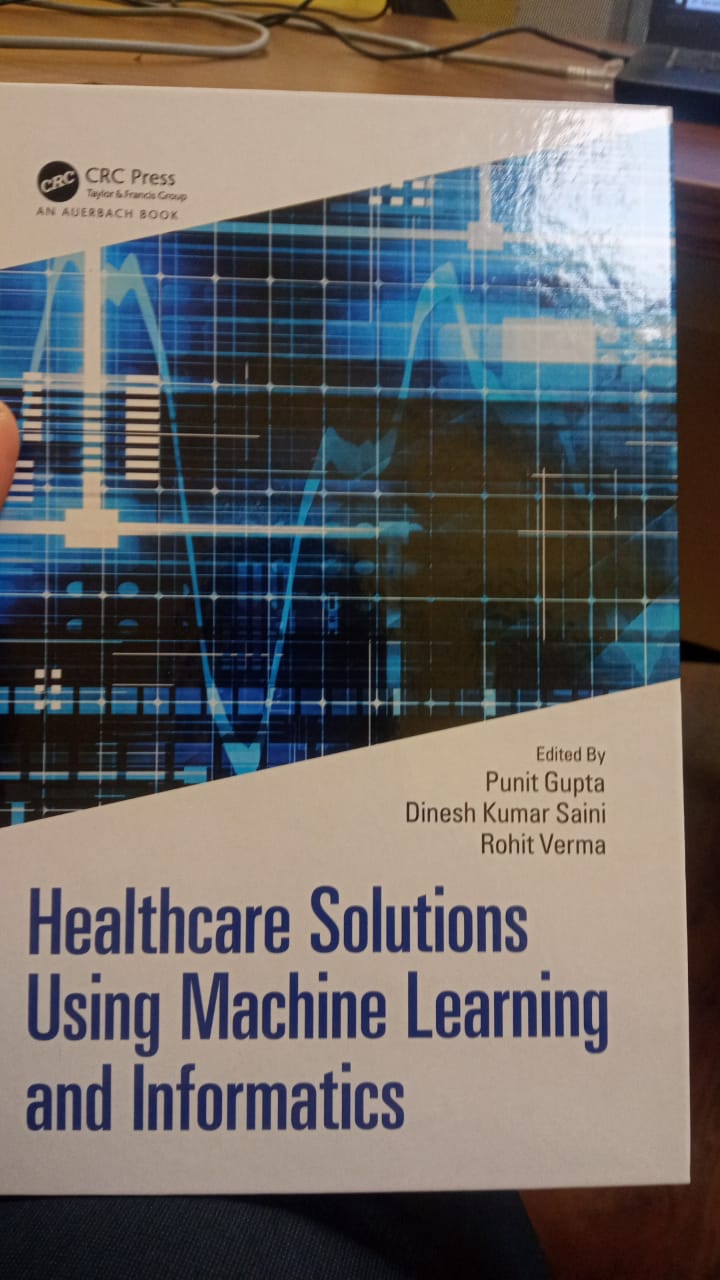 CRC
CRC Press
Taylor & Francis Group
AN AUERBACH BOOK
Edited By
Punit Gupta
Dinesh Kumar Saini
Rohit Verma
Healthcare Solutions
Using Machine Learning
and Informatics